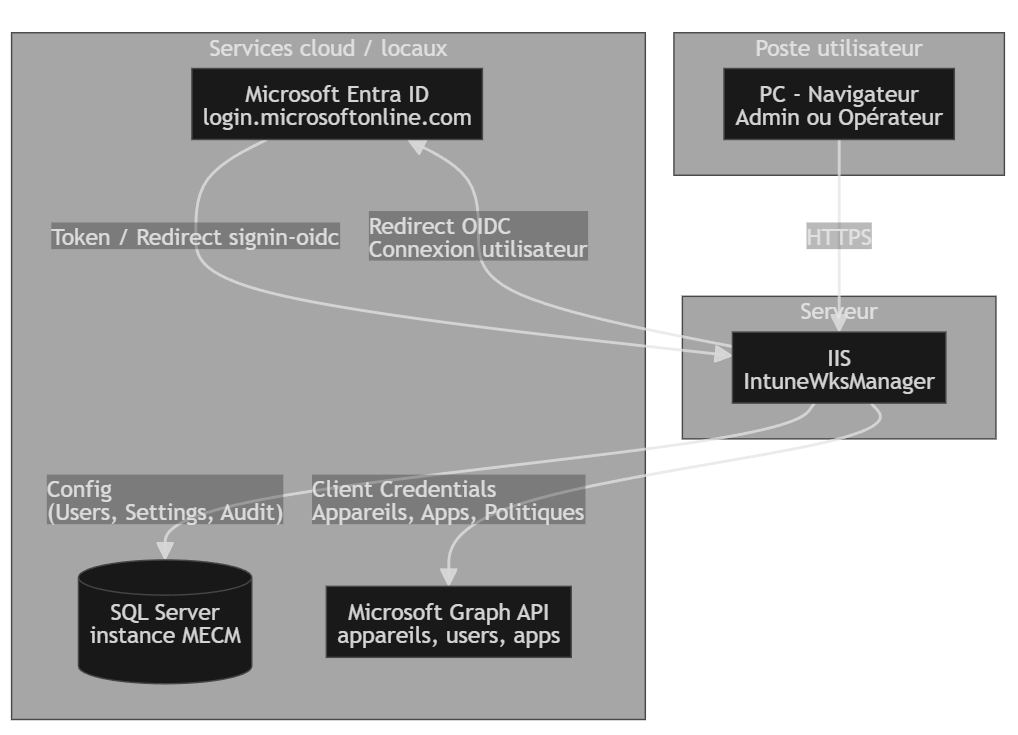 Services cloud / locaux
Microsoft Entra ID
login.microsoftonline.com
Poste utilisateur
PC - Navigateur
Admin ou Opérateur
Token / Redirect signin-oidc
Redirect OIDC
Connexion utilisateur
HTTPS
Serveur
IIS
IntuneWksManager
Config
(Users, Settings, Audit)
Client Credentials
Appareils, Apps, Politiques
SQL Server
instance MECM
Microsoft Graph API
appareils, users, apps